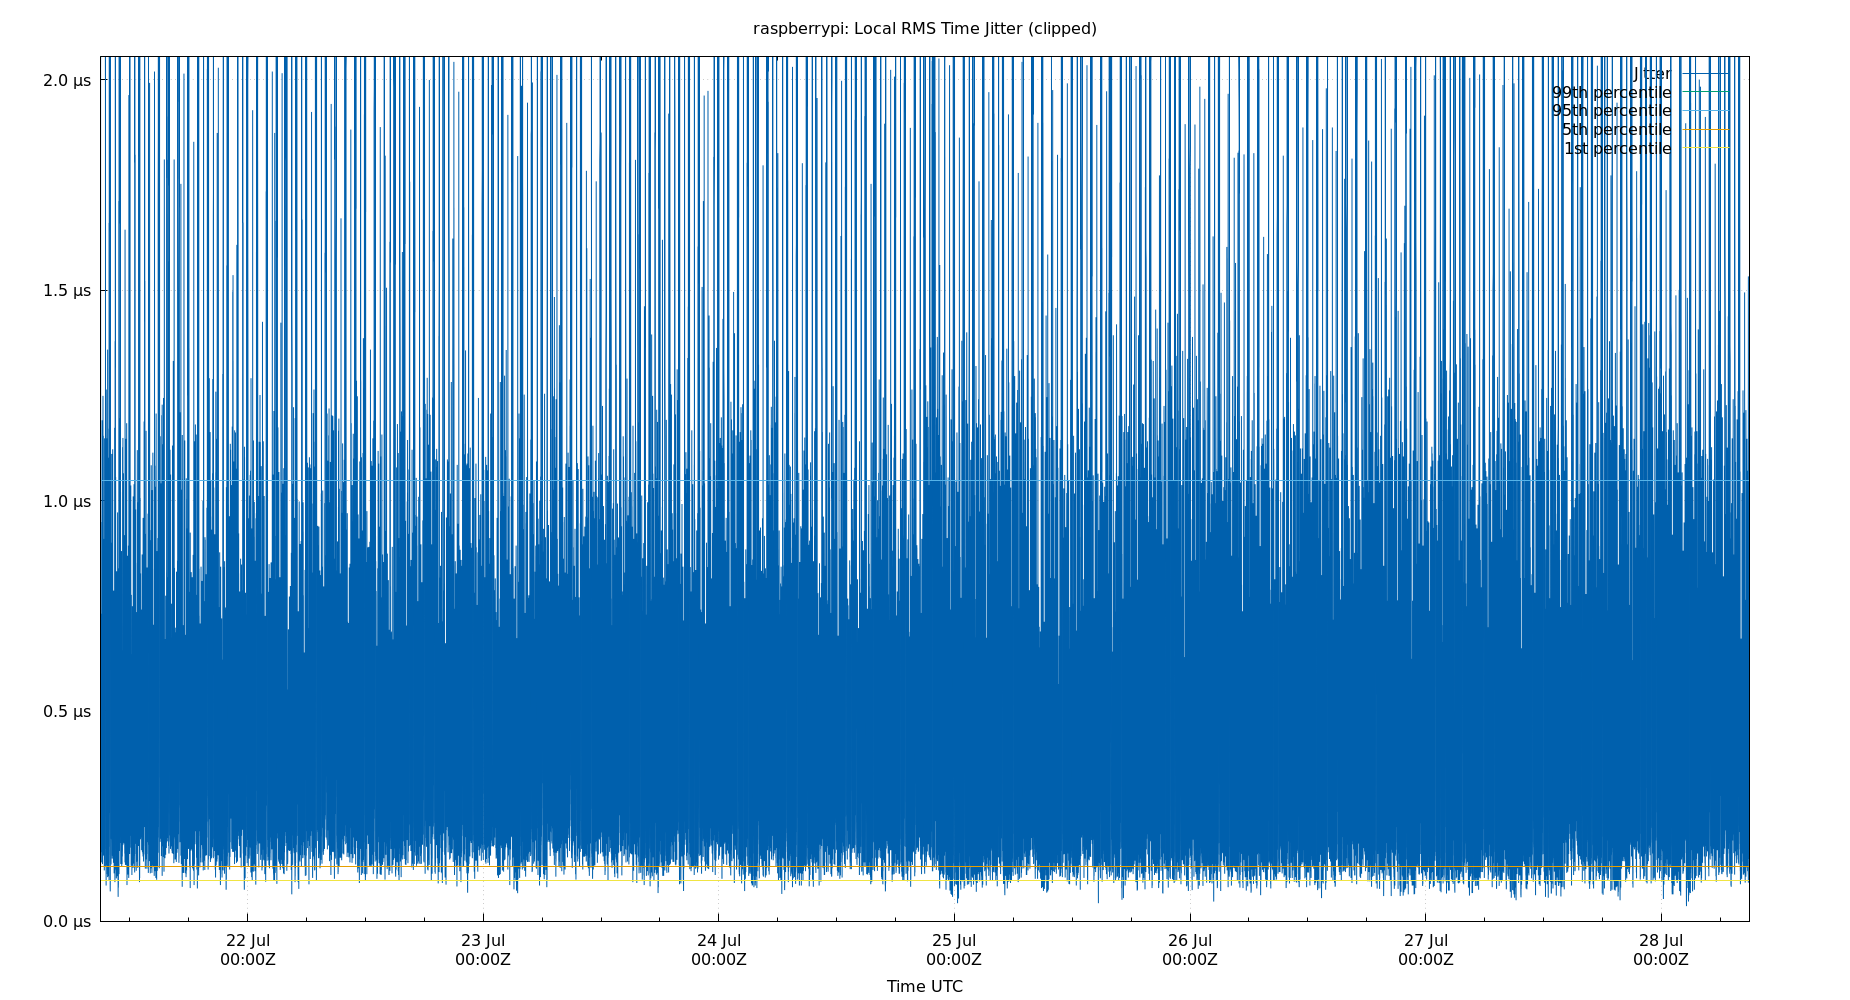 raspberrypi: Local RMS Time Jitter (clipped)
2.0 µs
1.5 µs
1.0 µs
0.5 µs
0.0 µs
Jitter
99th percentile
95th percentile
5th percentile
1st percentile
22 Jul
00:00Z
23 Jul
00:00Z
24 Jul
00:00Z
25 Jul
00:00Z
26 Jul
00:00Z
27 Jul
00:00Z
28 Jul
00:00Z
Time UTC